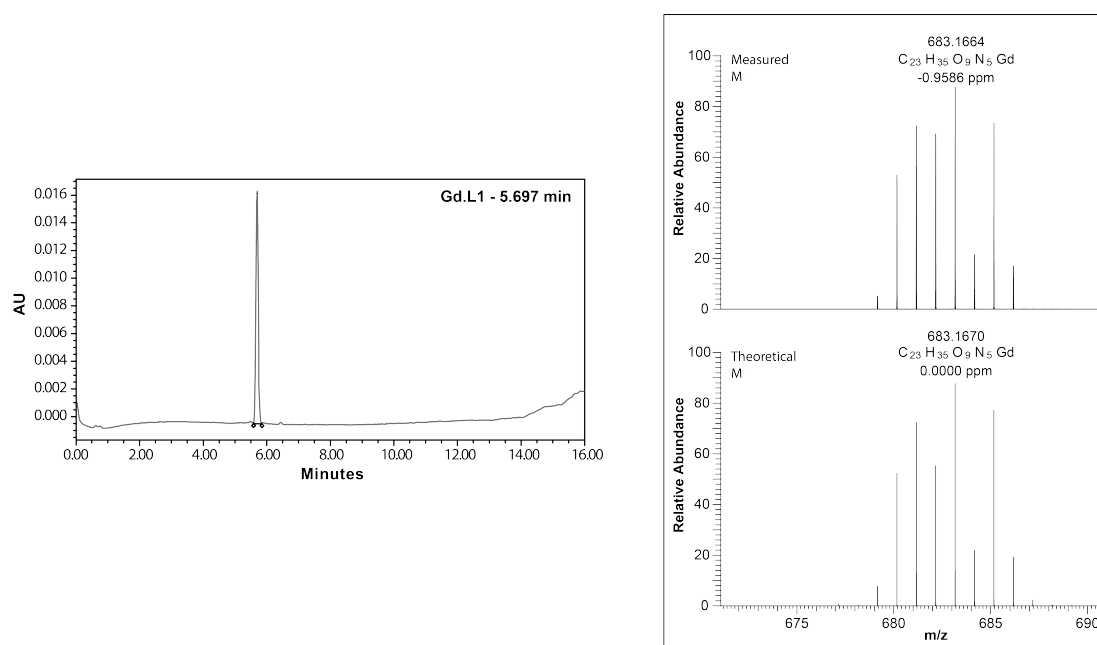 Gd.L1 - 5.697 min
AU
0.016
0.014
0.012
0.010
0.008
0.006
0.004
0.002
0.000
0.00 2.00 4.00 6.00 8.00 10.00 12.00 14.00 16.00
Minutes
Measured
M
683.1664
C23 H35 O9 N5 Gd
-0.9586 ppm
Relative Abundance
100
80
60
40
20
0
Theoretical
M
683.1670
C23 H35 O9 N5 Gd
0.0000 ppm
Relative Abundance
100
80
60
40
20
0
675 680 685 690
m/z